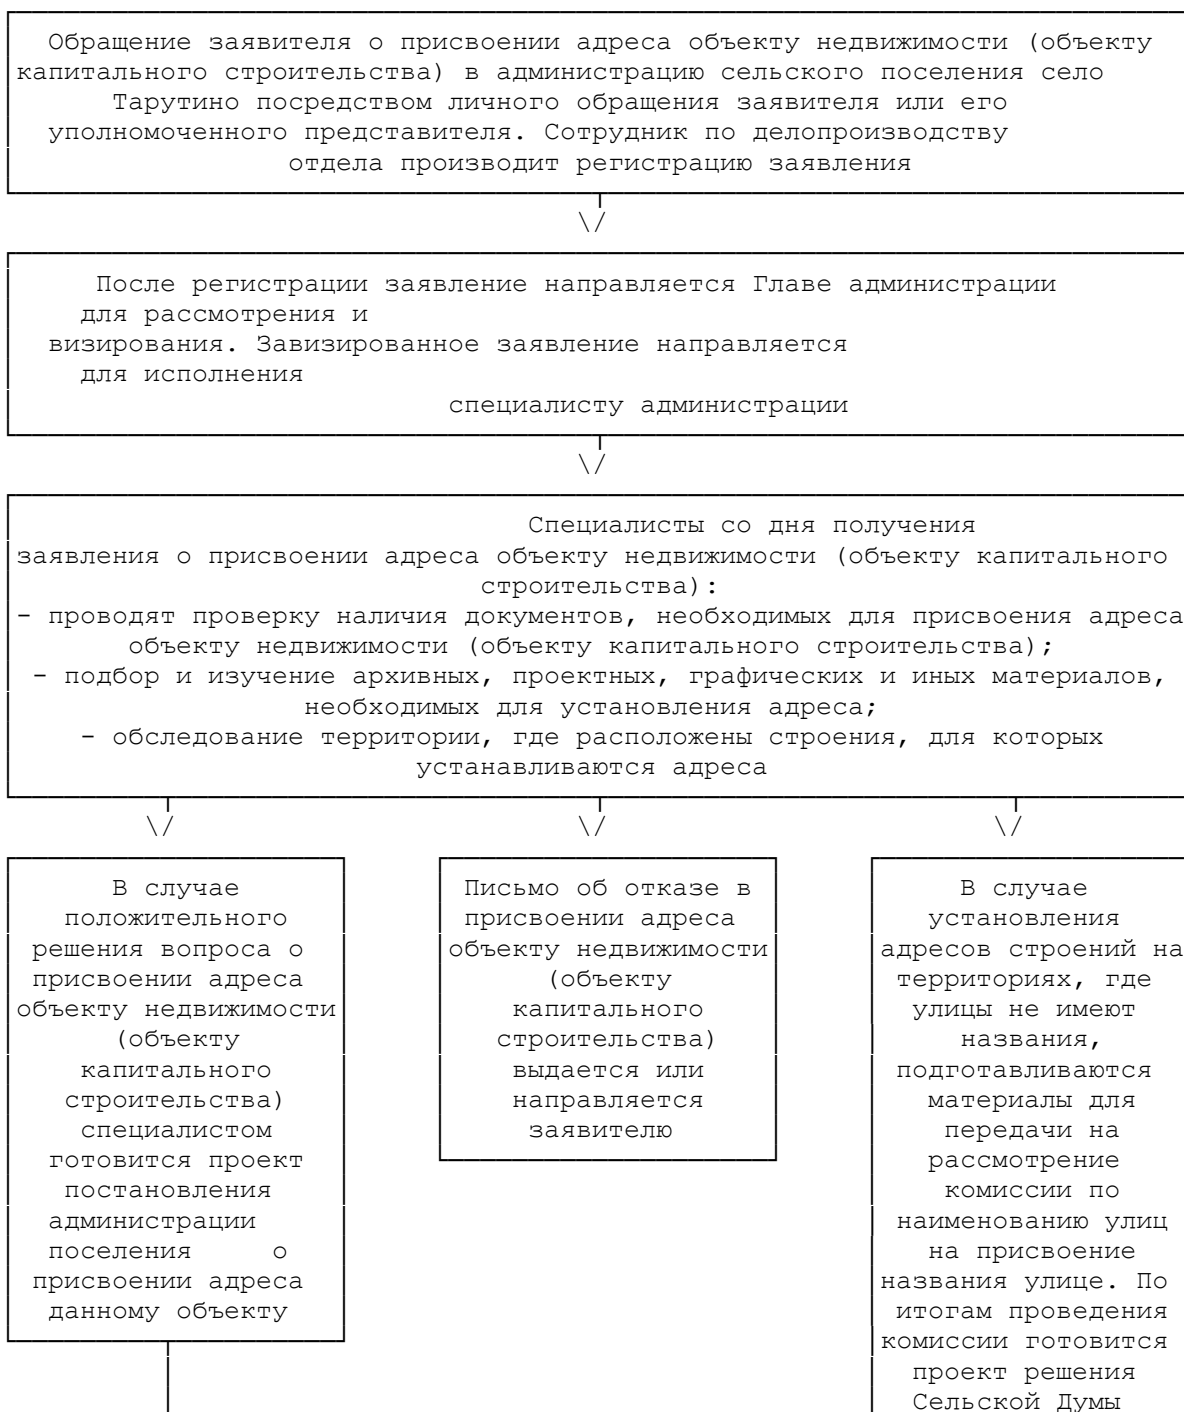 Обращение заявителя о присвоении адреса объекту недвижимости (объекту
капитального строительства) в администрацию сельского поселения село
Тарутино посредством личного обращения заявителя или его
уполномоченного представителя. Сотрудник по делопроизводству
отдела производит регистрацию заявления
\/
После регистрации заявление направляется Главе администрации
для рассмотрения и
визирования. Завизированное заявление направляется
для исполнения
специалисту администрации
\/
Специалисты со дня получения
заявления о присвоении адреса объекту недвижимости (объекту капитального
строительства):
- проводят проверку наличия документов, необходимых для присвоения адреса
объекту недвижимости (объекту капитального строительства);
- подбор и изучение архивных, проектных, графических и иных материалов,
необходимых для установления адреса;
- обследование территории, где расположены строения, для которых
устанавливаются адреса
\/ \/ \/
В случае
положительного
решения вопроса о
присвоении адреса
объекту недвижимости
(объекту
капитального
строительства)
специалистом
готовится проект
постановления
администрации
поселения о
присвоении адреса
данному объекту
Письмо об отказе в
присвоении адреса
объекту недвижимости
(объекту
капитального
строительства)
выдается или
направляется
заявителю
В случае
установления
адресов строений на
территориях, где
улицы не имеют
названия,
подготавливаются
материалы для
передачи на
рассмотрение
комиссии по
наименованию улиц
на присвоение
названия улице. По
итогам проведения
комиссии готовится
проект решения
Сельской Думы